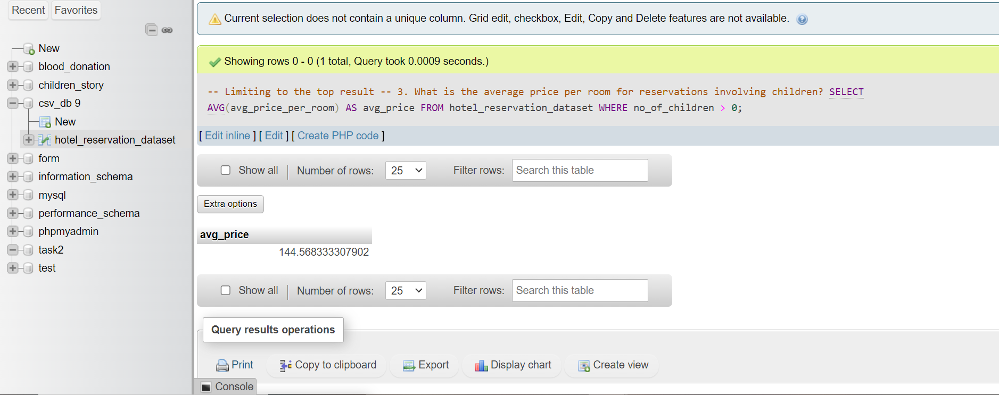 Recent Favorites
New
blood_donation
children_story
csv_db 9
New
hotel_reservation_dataset
form
information_schema
mysql
performance_schema
phpmyadmin
task2
test
Current selection does not contain a unique column. Grid edit, checkbox, Edit, Copy and Delete features are not available.
Showing rows 0 - 0 (1 total, Query took 0.0009 seconds.)
-- Limiting to the top result -- 3. What is the average price per room for reservations involving children? SELECT
AVG(avg_price_per_room) AS avg_price FROM hotel_reservation_dataset WHERE no_of_children > 0;
[ Edit inline ] [ Edit ] [ Create PHP code ]
Show all | Number of rows: 25 Filter rows: Search this table
Extra options
avg_price
144.568333307902
Show all | Number of rows: 25 Filter rows: Search this table
Query results operations
Print Copy to clipboard Export Display chart Create view
Console